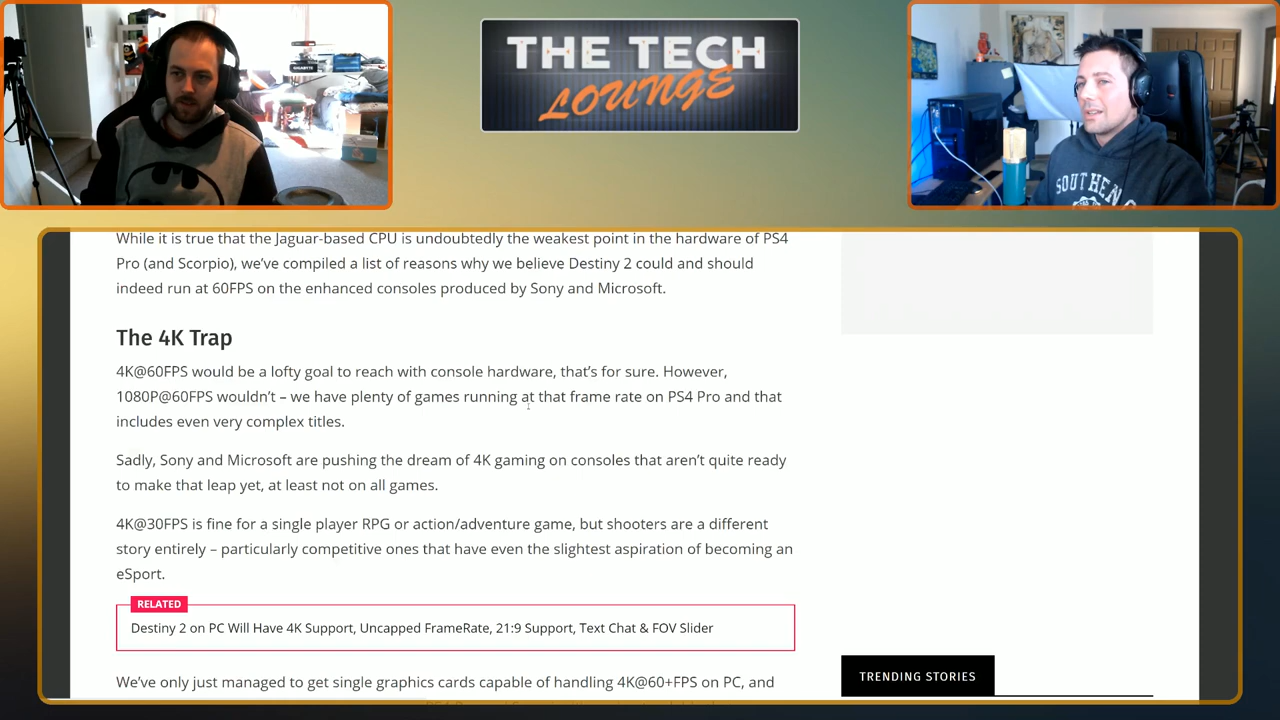 THE TECH
LOUNGE
GIGABYTE
SOUTHEND
While it is true that the Jaguar-based CPU is undoubtedly the weakest point in the hardware of PS4
Pro (and Scorpio), we've compiled a list of reasons why we believe Destiny 2 could and should
indeed run at 60FPS on the enhanced consoles produced by Sony and Microsoft.
The 4K Trap
4K@60FPS would be a lofty goal to reach with console hardware, that's for sure. However,
1080P@60FPS wouldn't – we have plenty of games running at that frame rate on PS4 Pro and that
includes even very complex titles.
Sadly, Sony and Microsoft are pushing the dream of 4K gaming on consoles that aren't quite ready
to make that leap yet, at least not on all games.
4K@30FPS is fine for a single player RPG or action/adventure game, but shooters are a different
story entirely – particularly competitive ones that have even the slightest aspiration of becoming an
eSport.
RELATED
Destiny 2 on PC Will Have 4K Support, Uncapped FrameRate, 21:9 Support, Text Chat & FOV Slider
We've only just managed to get single graphics cards capable of handling 4K@60+FPS on PC, and
TRENDING STORIES